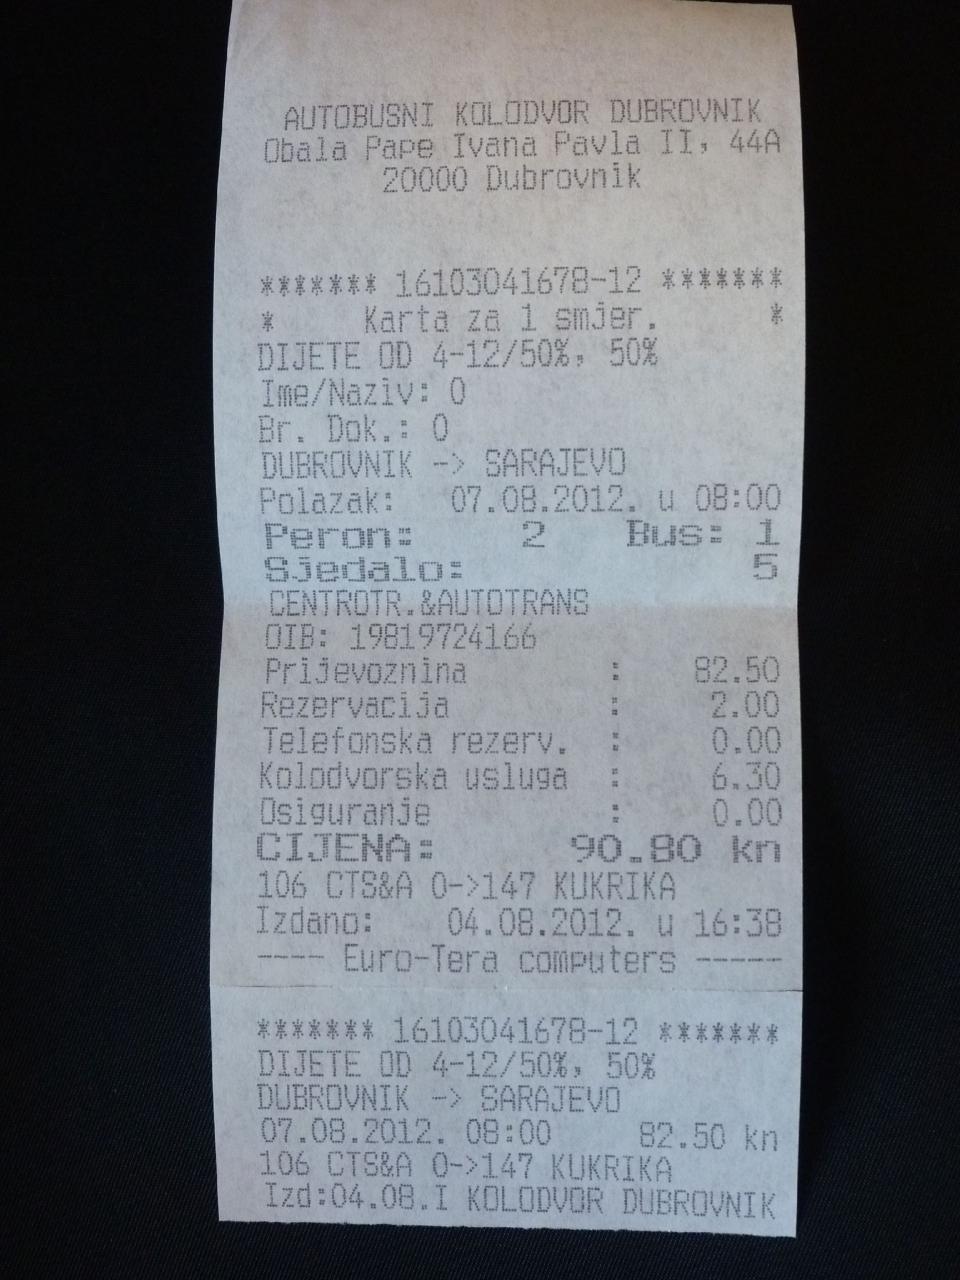 AUTOBUSNI KOLODVOR DUBROVNIK
Obala Pape Ivana Pavla II, 44A
20000 Dubrovnik
******* 16103041678-12 *******
* Karta za 1 smjer. *
DIJETE OD 4-12/50%, 50%
Ime/Naziv: 0
Br. Dok.: 0
DUBROVNIK -> SARAJEVO
Polazak: 07.08.2012. u 08:00
Peron: 2 Bus: 1
Sjedalo: 5
CENTROTR.&AUTOTRANS
OIB: 19819724166
Prijevoznina : 82.50
Rezervacija : 2.00
Telefonska rezerv. : 0.00
Kolodvorska usluga : 6.30
Osiguranje : 0.00
CIJENA: 90.80 kn
106 CTS&A 0->147 KUKRIKA
Izdano: 04.08.2012. u 16:38
---- Euro-Tera computers -----
******* 16103041678-12 *******
DIJETE OD 4-12/50%, 50%
DUBROVNIK -> SARAJEVO
07.08.2012. 08:00 82.50 kn
106 CTS&A 0->147 KUKRIKA
Izd:04.08.I KOLODVOR DUBROVNIK